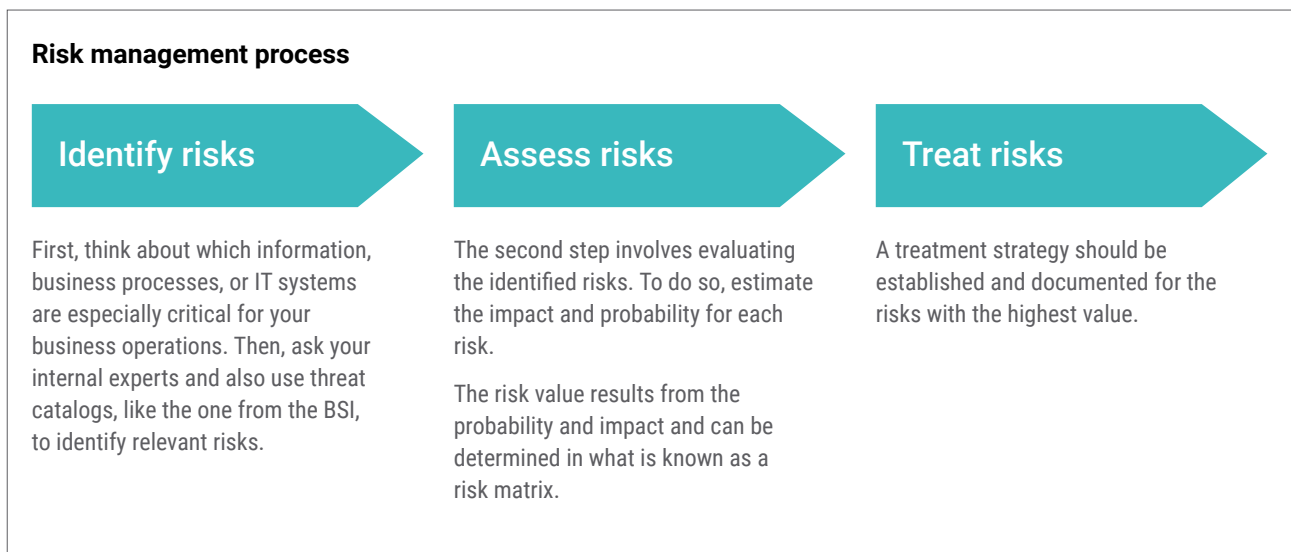 Risk management process
Identify risks
First, think about which information,
business processes, or IT systems
are especially critical for your
business operations. Then, ask your
internal experts and also use threat
catalogs, like the one from the BSI,
to identify relevant risks.
Assess risks
The second step involves evaluating
the identified risks. To do so, estimate
the impact and probability for each
risk.
The risk value results from the
probability and impact and can be
determined in what is known as a
risk matrix.
Treat risks
A treatment strategy should be
established and documented for the
risks with the highest value.